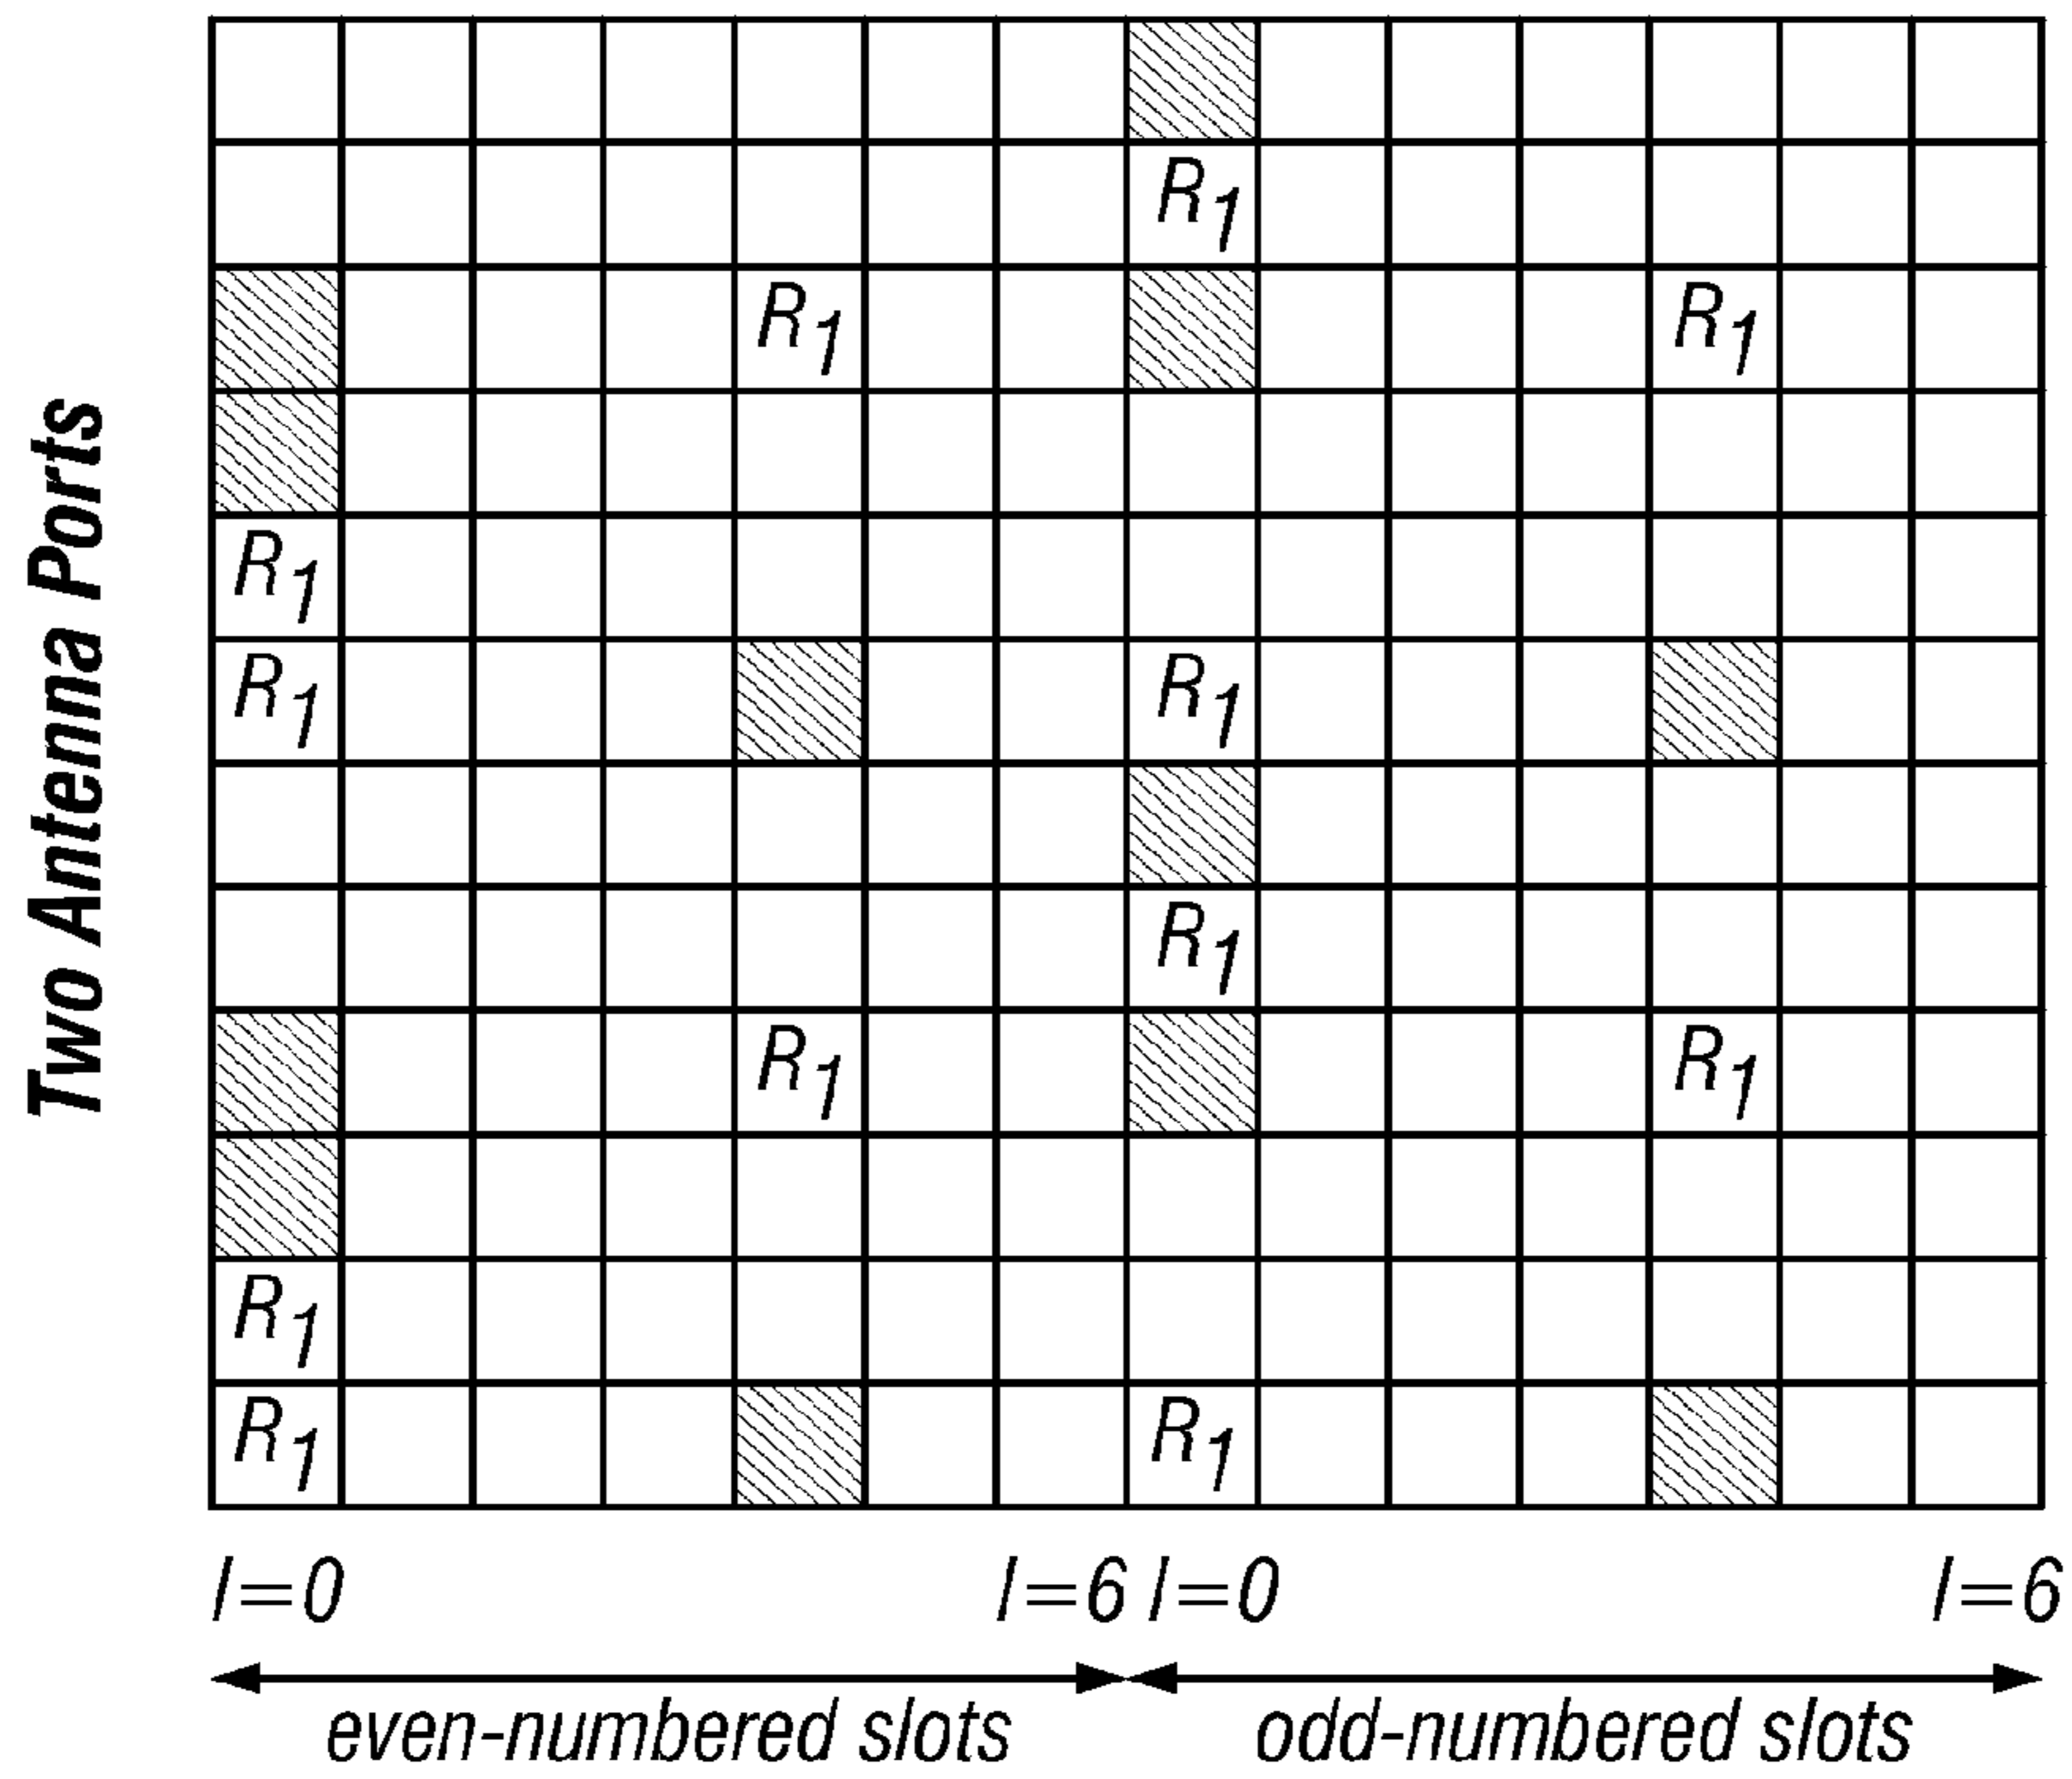 Two Antenna Ports
R1
R1 R1
R1
R1 R1
R1
R1 R1
R1
R1 R1
l=0 l=6 l=0 l=6
even-numbered slots odd-numbered slots